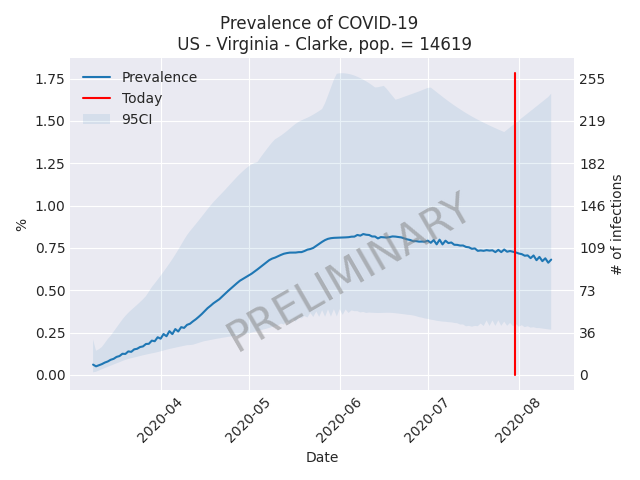 Prevalence of COVID-19
US - Virginia - Clarke, pop. = 14619
Prevalence
Today
95CI
1.75
1.50
1.25
1.00
0.75
0.50
0.25
0.00
%
255
219
182
146
109
73
36
0
# of infections
PRELIMINARY
2020-04
2020-05
2020-06
2020-07
2020-08
Date